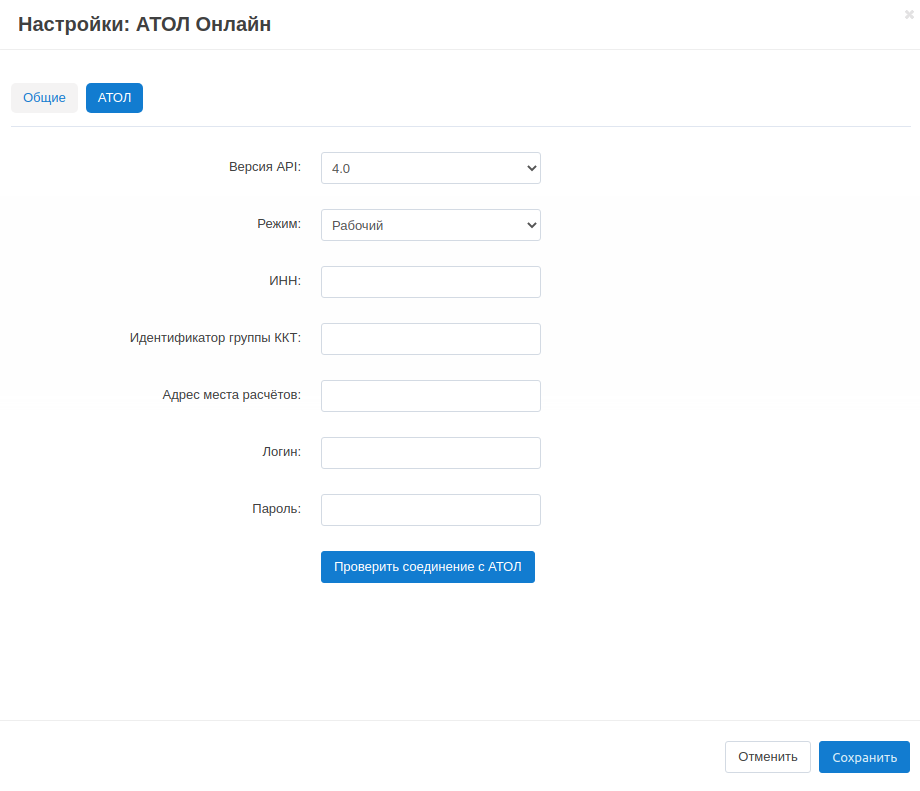 Настройки: АТОЛ Онлайн
Общие АТОЛ
Версия API: 4.0
Режим: Рабочий
ИНН:
Идентификатор группы ККТ:
Адрес места расчётов:
Логин:
Пароль:
Проверить соединение с АТОЛ
Отменить Сохранить